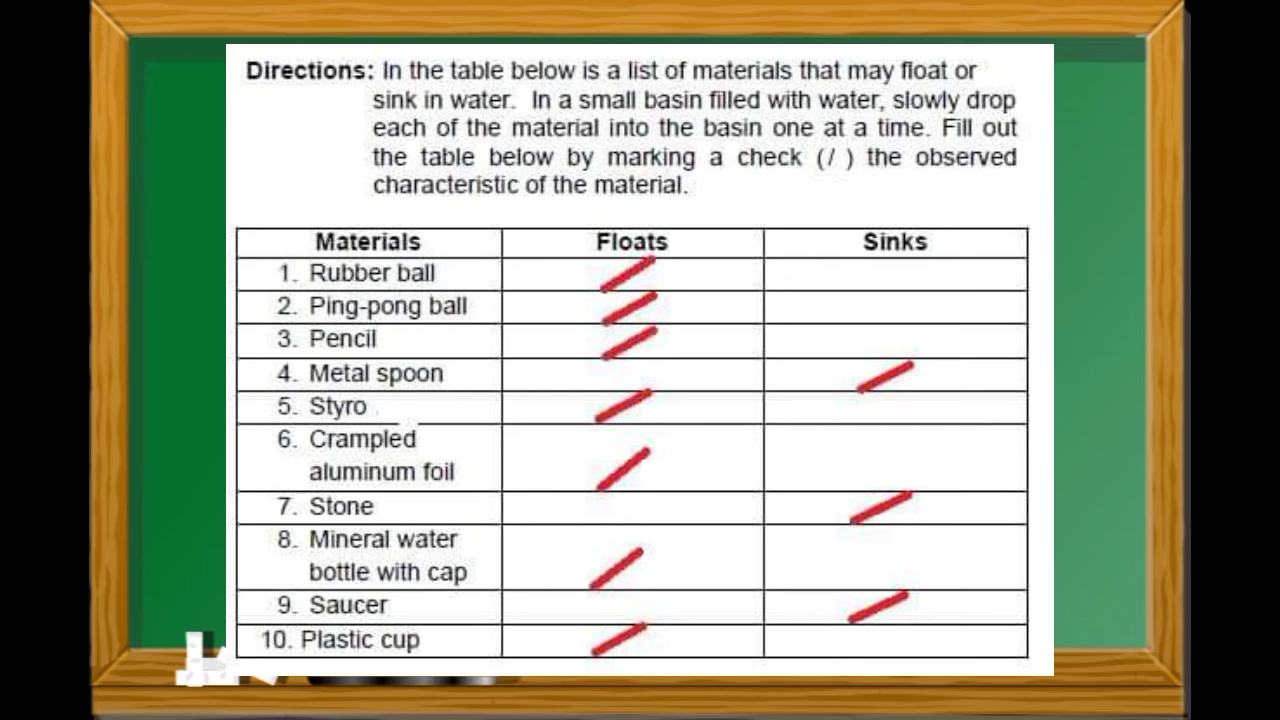 Directions: In the table below is a list of materials that may float or
sink in water. In a small basin filled with water, slowly drop
each of the material into the basin one at a time. Fill out
the table below by marking a check (/ ) the observed
characteristic of the material.
Materials Floats Sinks
1. Rubber ball /
2. Ping-pong ball /
3. Pencil /
4. Metal spoon /
5. Styro /
6. Crampled
aluminum foil /
7. Stone /
8. Mineral water
bottle with cap /
9. Saucer /
10. Plastic cup /